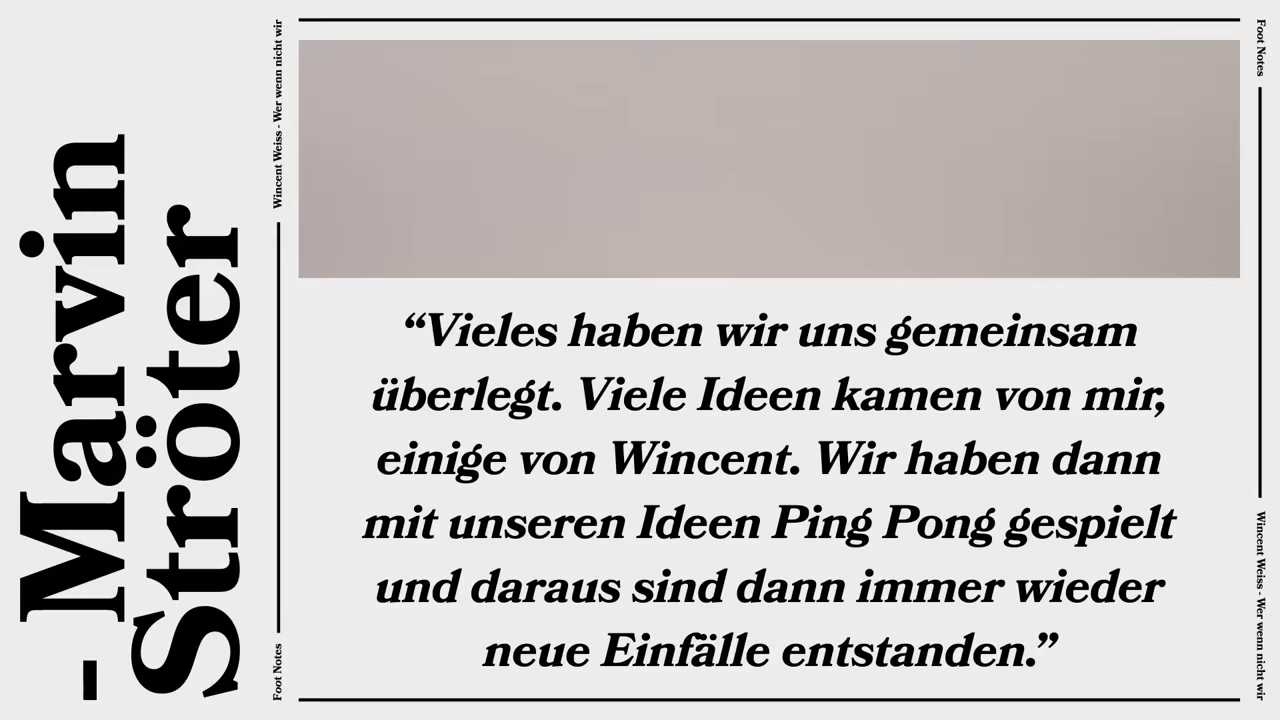 - Marvin
Ströter
Wincent Weiss - Wer wenn nicht wir
Foot Notes
“Vieles haben wir uns gemeinsam
überlegt. Viele Ideen kamen von mir,
einige von Wincent. Wir haben dann
mit unseren Ideen Ping Pong gespielt
und daraus sind dann immer wieder
neue Einfälle entstanden.”
Foot Notes
Wincent Weiss - Wer wenn nicht wir